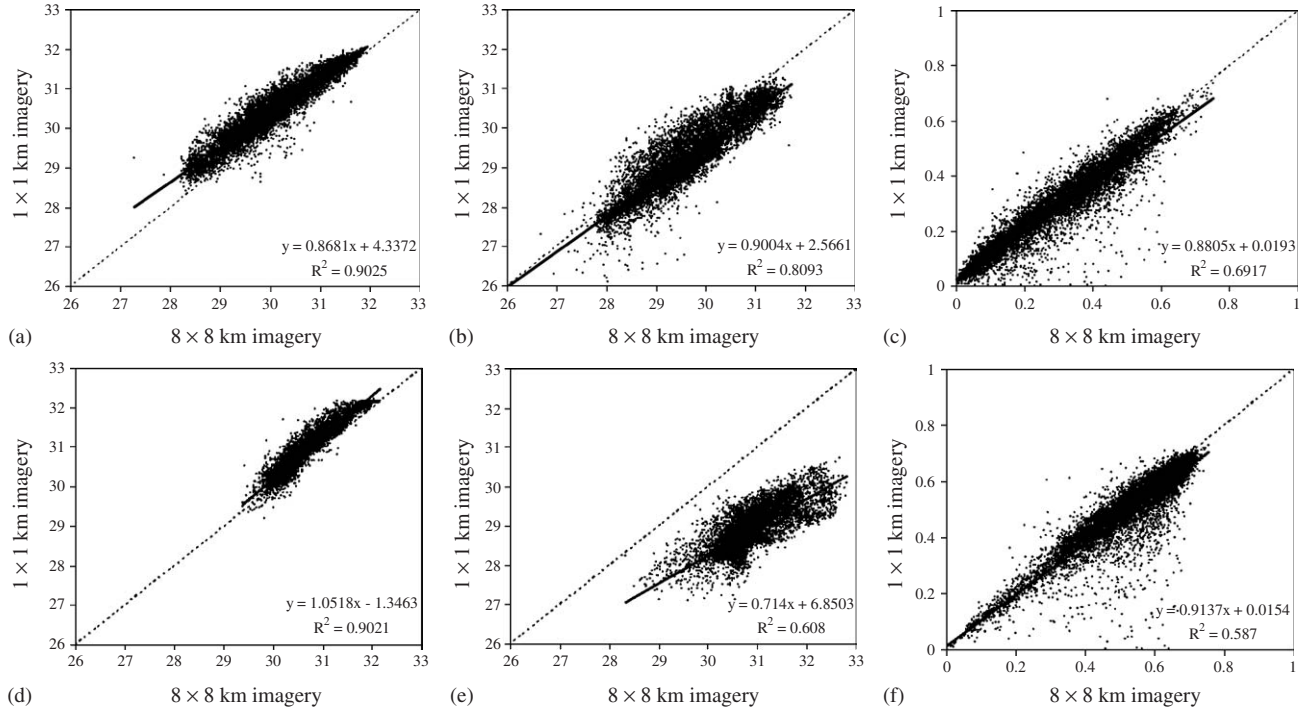 33
32
31
30
29
28
27
26
1 × 1 km imagery
y = 0.8681x + 4.3372
R² = 0.9025
26 27 28 29 30 31 32 33
(a) 8 × 8 km imagery
33
32
31
30
29
28
27
26
1 × 1 km imagery
y = 0.9004x + 2.5661
R² = 0.8093
26 27 28 29 30 31 32 33
(b) 8 × 8 km imagery
1
0.8
0.6
0.4
0.2
0
1 × 1 km imagery
y = 0.8805x + 0.0193
R² = 0.6917
0 0.2 0.4 0.6 0.8 1
(c) 8 × 8 km imagery
33
32
31
30
29
28
27
26
1 × 1 km imagery
y = 1.0518x - 1.3463
R² = 0.9021
26 27 28 29 30 31 32 33
(d) 8 × 8 km imagery
33
32
31
30
29
28
27
26
1 × 1 km imagery
y = 0.714x + 6.8503
R² = 0.608
26 27 28 29 30 31 32 33
(e) 8 × 8 km imagery
1
0.8
0.6
0.4
0.2
0
1 × 1 km imagery
y = 0.9137x + 0.0154
R² = 0.587
0 0.2 0.4 0.6 0.8 1
(f) 8 × 8 km imagery